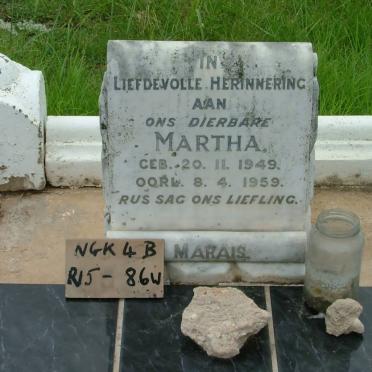 IN
LIEFDEVOLLE HERINNERING
AAN
ONS DIERBARE
MARTHA.
GEB. 20. 11. 1949.
OORL. 8. 4. 1959.
RUS SAG ONS LIEFLING.
MARAIS.
NGK 4 B
R/5 - 86W